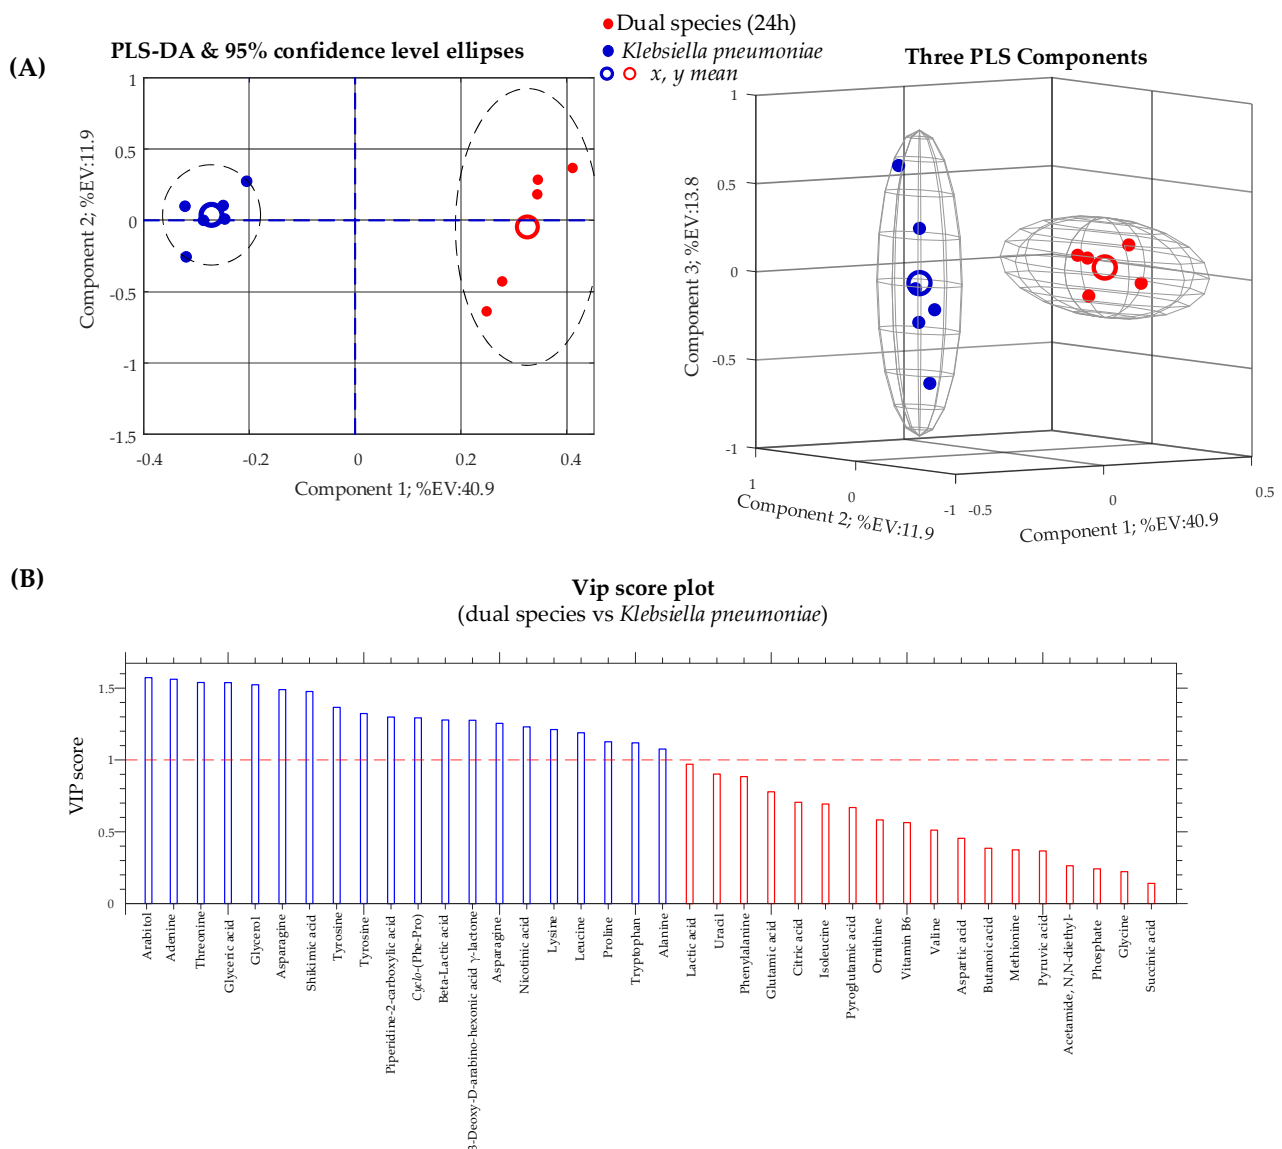 Dual species (24h)
Klebsiella pneumoniae
x, y mean
(A)
PLS-DA & 95% confidence level ellipses
1
0.5
0
-0.5
-1
-1.5
-0.4
-0.2
0
0.2
0.4
Component 2; %EV:11.9
Component 1; %EV:40.9
Three PLS Components
1
0.5
0
-0.5
-1
Component 3; %EV:13.8
1
0
-1
-0.5
0
0.5
Component 2; %EV:11.9
Component 1; %EV:40.9
(B)
Vip score plot
(dual species vs Klebsiella pneumoniae)
VIP score
1.5
1
0.5
0
Arabitol
Adenine
Threonine
Glyceric acid
Glycerol
Asparagine
Shikimic acid
Tyrosine
Tyrosine
Piperidine-2-carboxylic acid
Cyclo-(Phe-Pro)
Beta-Lactic acid
3-Deoxy-D-arabino-hexonic acid γ-lactone
Asparagine
Nicotinic acid
Lysine
Leucine
Proline
Tryptophan
Alanine
Lactic acid
Uracil
Phenylalanine
Glutamic acid
Citric acid
Isoleucine
Pyroglutamic acid
Ornithine
Vitamin B6
Valine
Aspartic acid
Butanoic acid
Methionine
Pyruvic acid
Acetamide, N,N-diethyl-
Phosphate
Glycine
Succinic acid